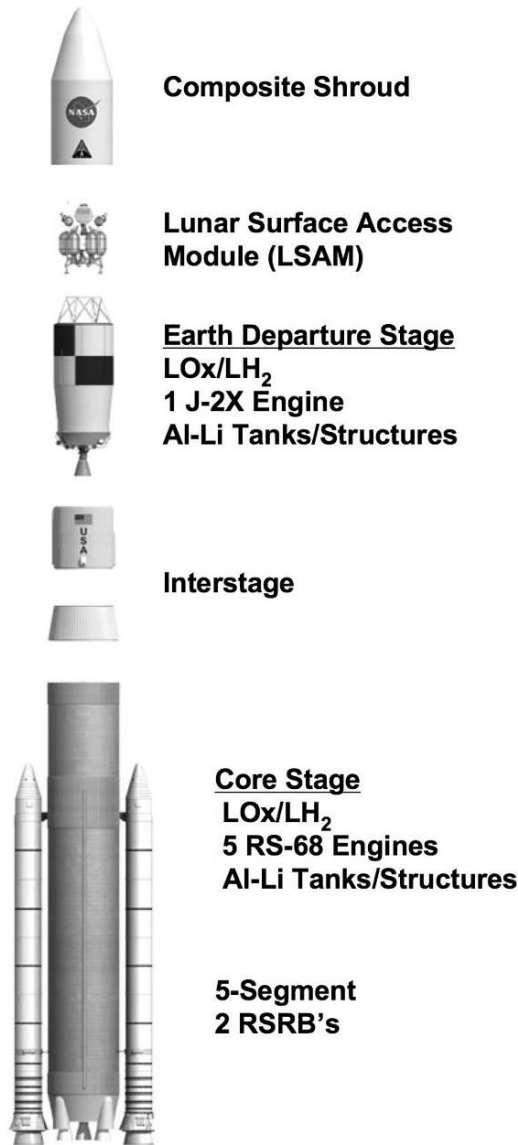 NASA
Composite Shroud
Lunar Surface Access
Module (LSAM)
Earth Departure Stage
LOx/LH₂
1 J-2X Engine
Al-Li Tanks/Structures
USA
Interstage
Core Stage
LOx/LH₂
5 RS-68 Engines
Al-Li Tanks/Structures
5-Segment
2 RSRB's